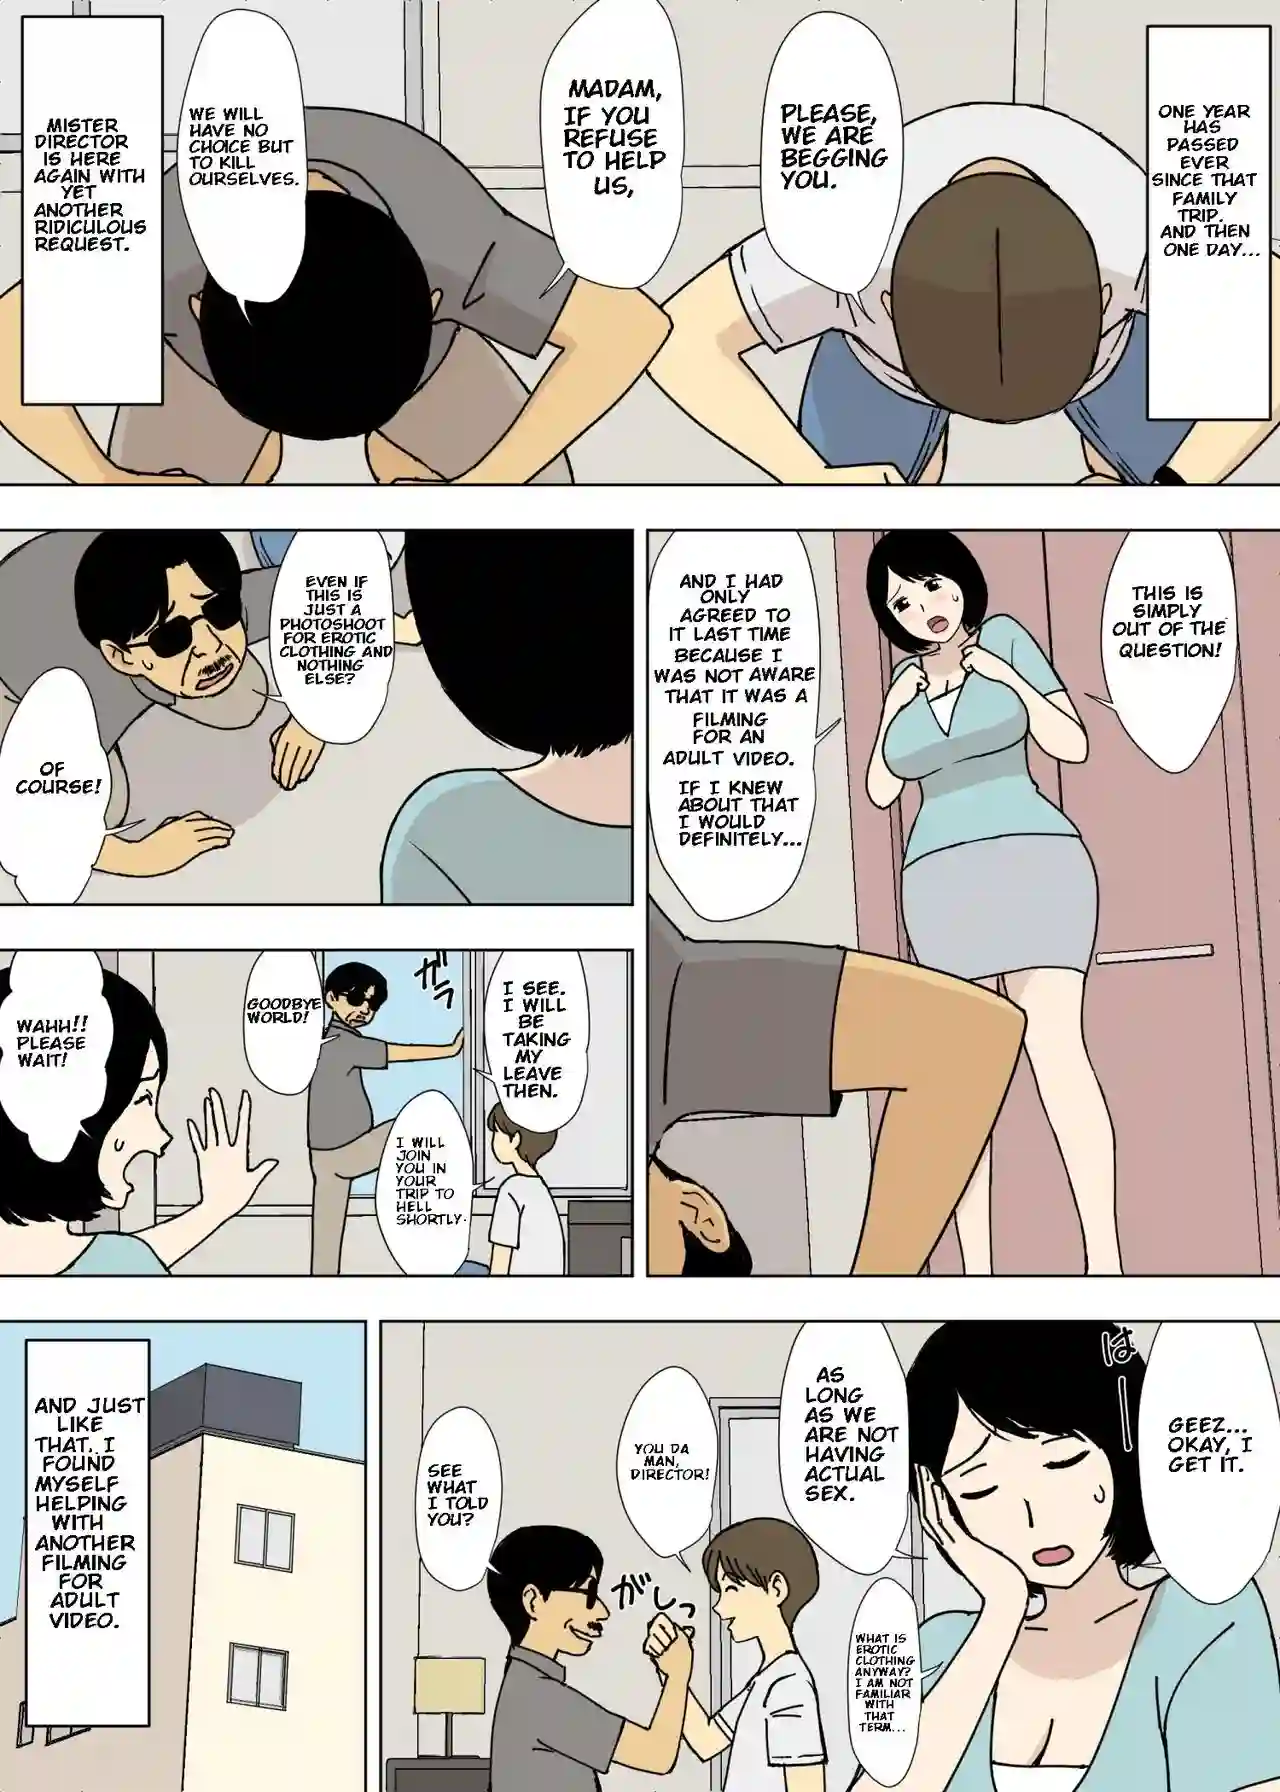 ONE YEAR
HAS
PASSED
EVER
SINCE THAT
FAMILY
TRIP.
AND THEN
ONE DAY...
PLEASE,
WE ARE
BEGGING
YOU.
MADAM,
IF YOU
REFUSE
TO HELP
US,
WE WILL
HAVE NO
CHOICE BUT
TO KILL
OURSELVES.
MISTER
DIRECTOR
IS HERE
AGAIN WITH
YET
ANOTHER
RIDICULOUS
REQUEST.
THIS IS
SIMPLY
OUT OF THE
QUESTION!
AND I HAD
ONLY
AGREED TO
IT LAST TIME
BECAUSE I
WAS NOT AWARE
THAT IT WAS A
FILMING
FOR AN
ADULT VIDEO.
IF I KNEW
ABOUT THAT
I WOULD
DEFINITELY...
EVEN IF
THIS IS
JUST A
PHOTOSHOOT
FOR EROTIC
CLOTHING AND
NOTHING
ELSE?
OF
COURSE!
I SEE.
I WILL
BE
TAKING
MY
LEAVE
THEN.
ガラ
GOODBYE
WORLD!
I WILL
JOIN
YOU IN
YOUR
TRIP TO
HELL
SHORTLY.
WAHH!!
PLEASE
WAIT!
GEEZ...
OKAY, I
GET IT.
はー
AS
LONG
AS WE
ARE NOT
HAVING
ACTUAL
SEX.
WHAT IS
EROTIC
CLOTHING
ANYWAY?
I AM NOT
FAMILIAR
WITH
THAT
TERM...
YOU DA
MAN,
DIRECTOR!
がしっ
SEE
WHAT
I TOLD
YOU?
AND JUST
LIKE
THAT. I
FOUND
MYSELF
HELPING
WITH
ANOTHER
FILMING
FOR
ADULT
VIDEO.